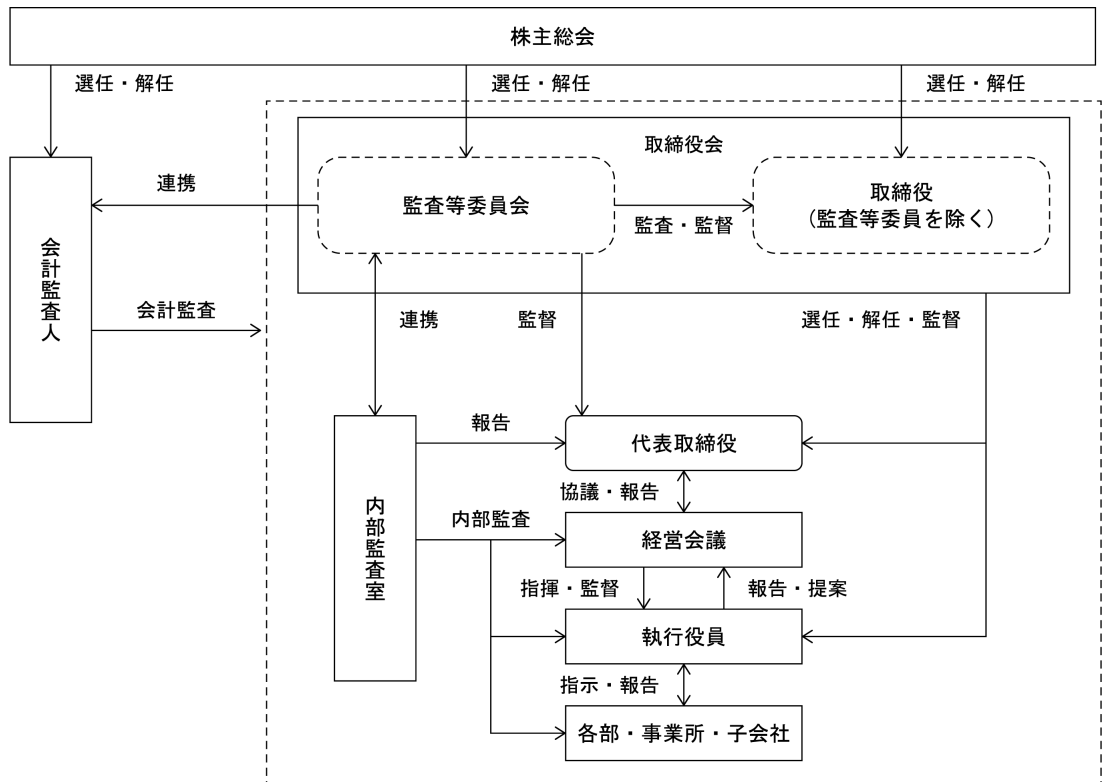 株主総会
選任・解任
選任・解任
選任・解任
取締役会
連携
監査等委員会
監査・監督
取締役
(監査等委員を除く)
会計監査人
会計監査
連携
監督
選任・解任・監督
報告
代表取締役
協議・報告
内部監査室
内部監査
経営会議
指揮・監督
報告・提案
執行役員
指示・報告
各部・事業所・子会社